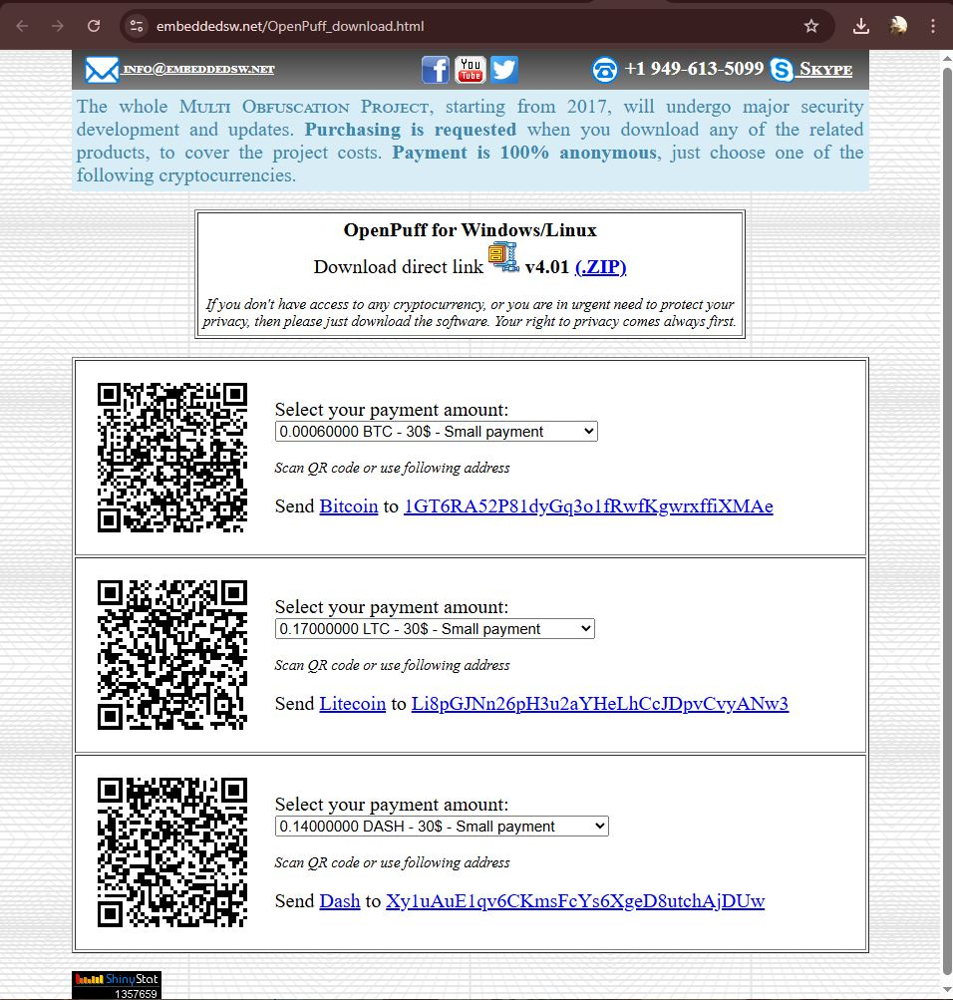 embeddedsw.net/OpenPuff_download.html
INFO@EMBEDDEDSW.NET
You
Tube
+1 949-613-5099 SKYPE
The whole MULTI OBFUSCATION PROJECT, starting from 2017, will undergo major security
development and updates. Purchasing is requested when you download any of the related
products, to cover the project costs. Payment is 100% anonymous, just choose one of the
following cryptocurrencies.
OpenPuff for Windows/Linux
Download direct link v4.01 (.ZIP)
If you don't have access to any cryptocurrency, or you are in urgent need to protect your
privacy, then please just download the software. Your right to privacy comes always first.
Select your payment amount:
0.00060000 BTC - 30$ - Small payment
Scan QR code or use following address
Send Bitcoin to 1GT6RA52P81dyGq3o1fRwfKgwrxffiXMAe
Select your payment amount:
0.17000000 LTC - 30$ - Small payment
Scan QR code or use following address
Send Litecoin to Li8pGJNn26pH3u2aYHeLhCcJDpvCvyANw3
Select your payment amount:
0.14000000 DASH - 30$ - Small payment
Scan QR code or use following address
Send Dash to Xy1uAuE1qv6CKmsFcYs6XgeD8utchAjDUw
ShinyStat
1357659